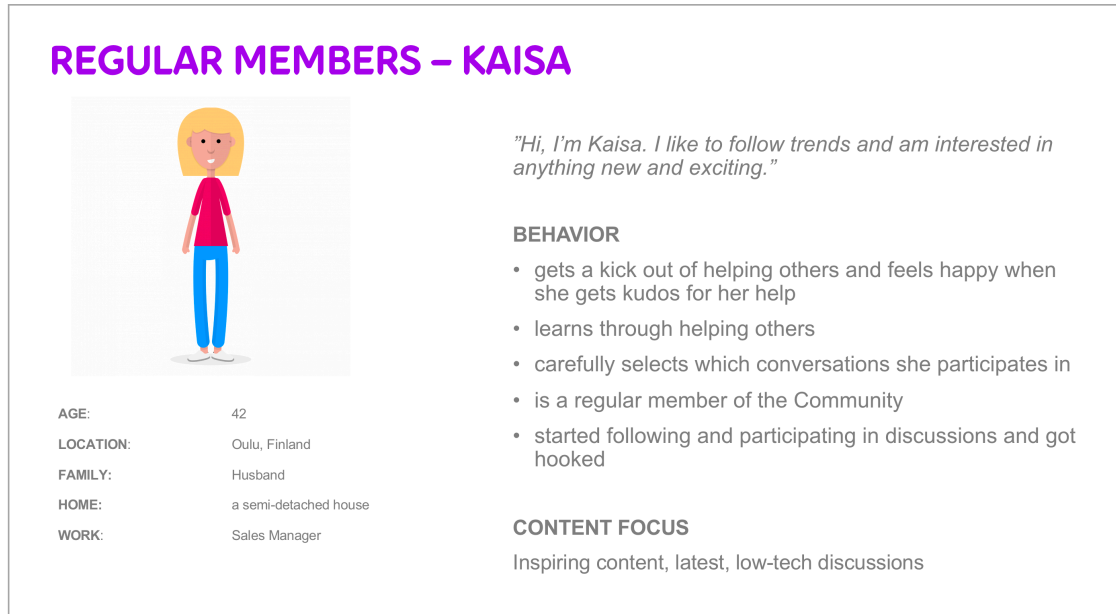 REGULAR MEMBERS – KAISA
”Hi, I’m Kaisa. I like to follow trends and am interested in
anything new and exciting.”
BEHAVIOR
• gets a kick out of helping others and feels happy when
she gets kudos for her help
• learns through helping others
• carefully selects which conversations she participates in
• is a regular member of the Community
• started following and participating in discussions and got
hooked
CONTENT FOCUS
Inspiring content, latest, low-tech discussions
AGE: 42
LOCATION: Oulu, Finland
FAMILY: Husband
HOME: a semi-detached house
WORK: Sales Manager